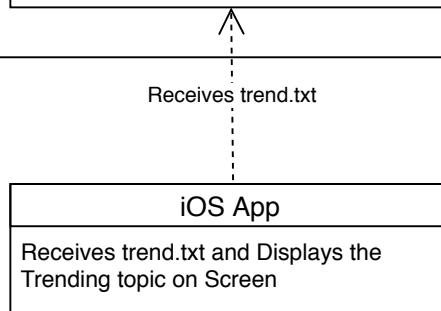 Receives trend.txt
iOS App
Receives trend.txt and Displays the
Trending topic on Screen